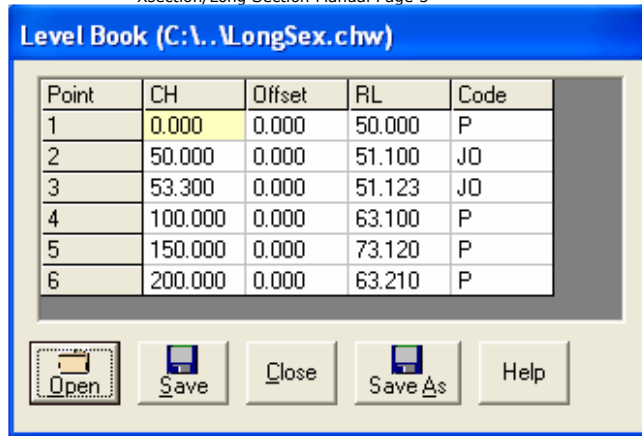 Xsection/Long Section Manual Page 5
Level Book (C:\..\LongSex.chw)
Point CH Offset RL Code
1 0.000 0.000 50.000 P
2 50.000 0.000 51.100 JO
3 53.300 0.000 51.123 JO
4 100.000 0.000 63.100 P
5 150.000 0.000 73.120 P
6 200.000 0.000 63.210 P
Open Save Close Save As Help